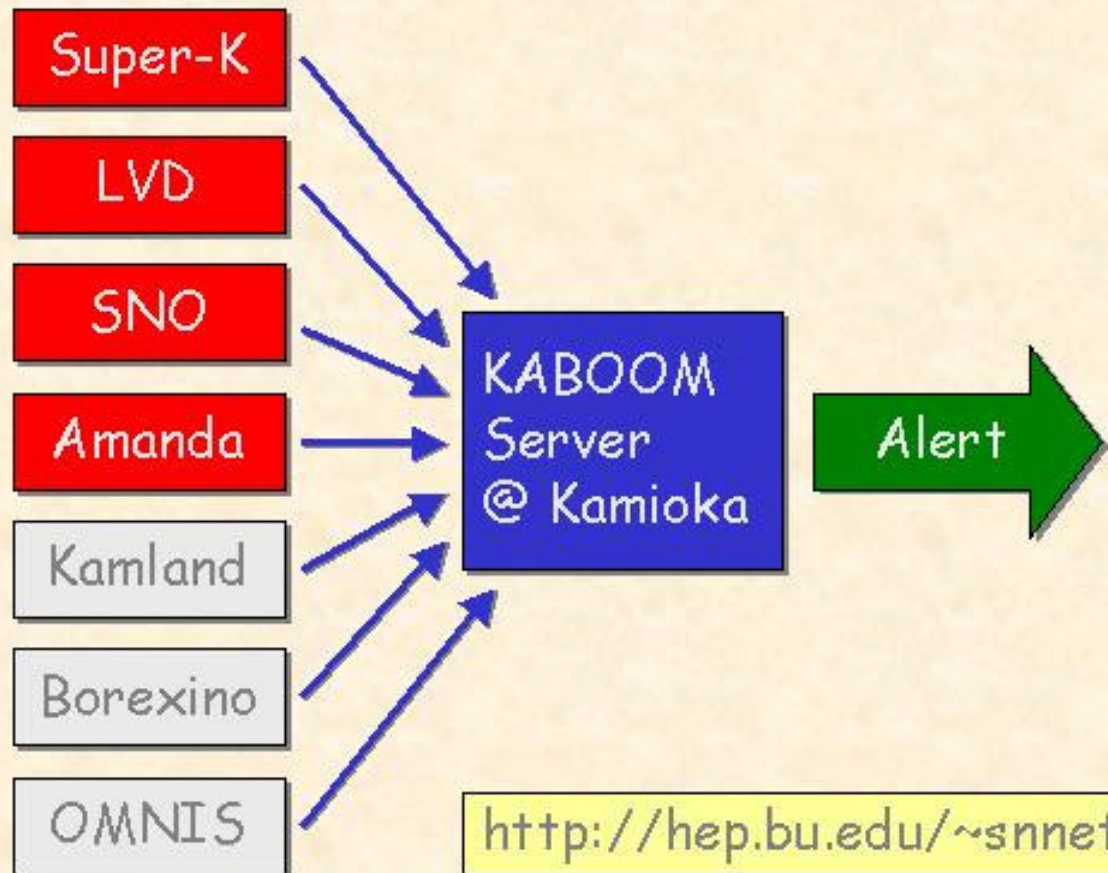 Super-K
LVD
SNO
Amanda
Kamland
Borexino
OMNIS
KABOOM
Server
@ Kamioka
Alert
http://hep.bu.edu/~snnet